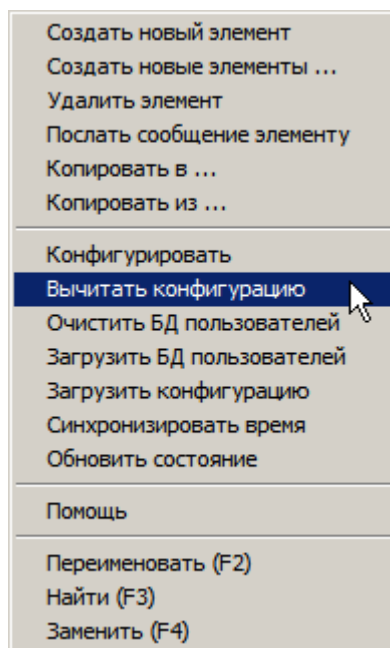 Создать новый элемент
Создать новые элементы ...
Удалить элемент
Послать сообщение элементу
Копировать в ...
Копировать из ...
Конфигурировать
Вычитать конфигурацию
Очистить БД пользователей
Загрузить БД пользователей
Загрузить конфигурацию
Синхронизировать время
Обновить состояние
Помощь
Переименовать (F2)
Найти (F3)
Заменить (F4)